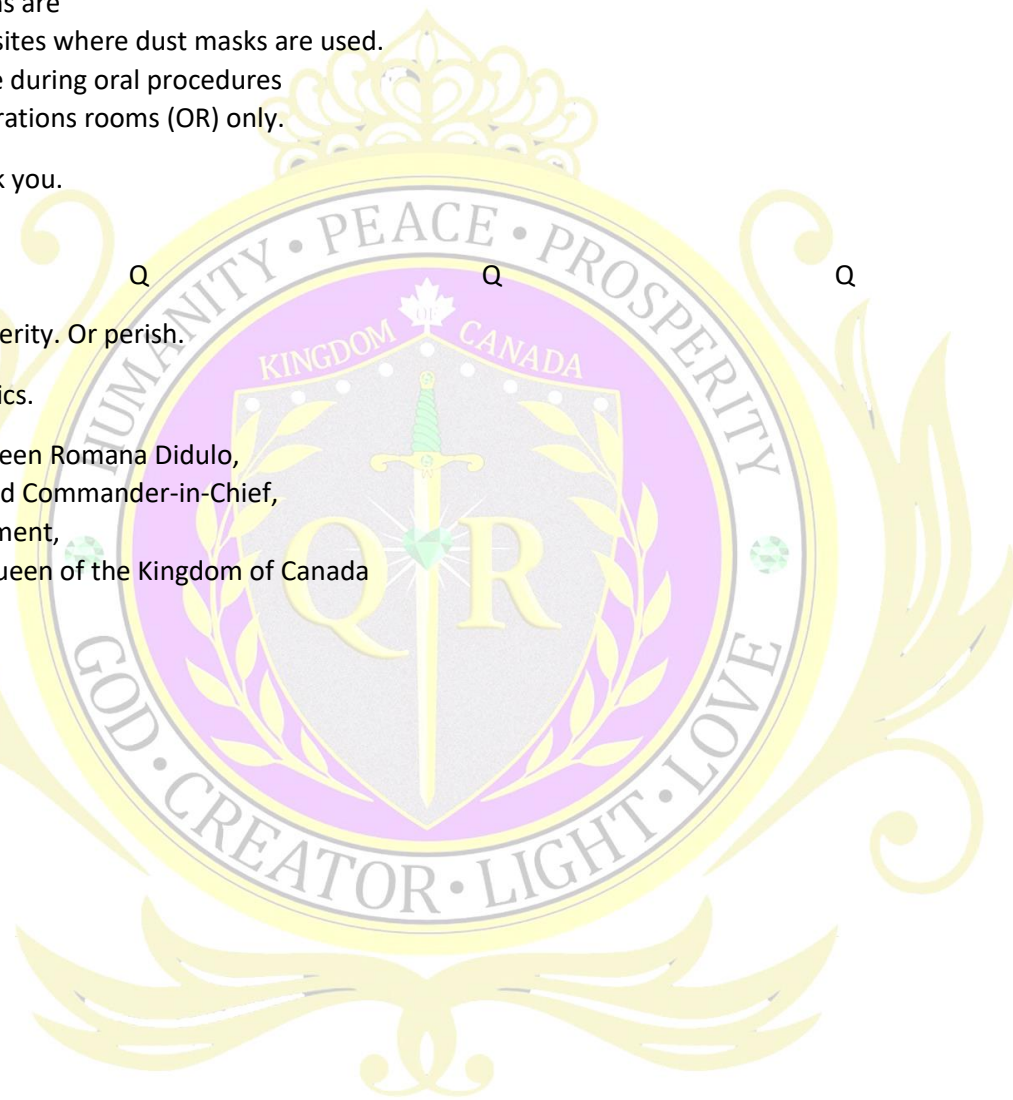 are
sites where dust masks are used.
e during oral procedures
rations rooms (OR) only.
k you.
Q Q Q
erity. Or perish.
ics.
een Romana Didulo,
d Commander-in-Chief,
ment,
ueen of the Kingdom of Canada
HUMANITY • PEACE • PROSPERITY
KINGDOM OF CANADA
QR
GOD • CREATOR • LIGHT • LOVE